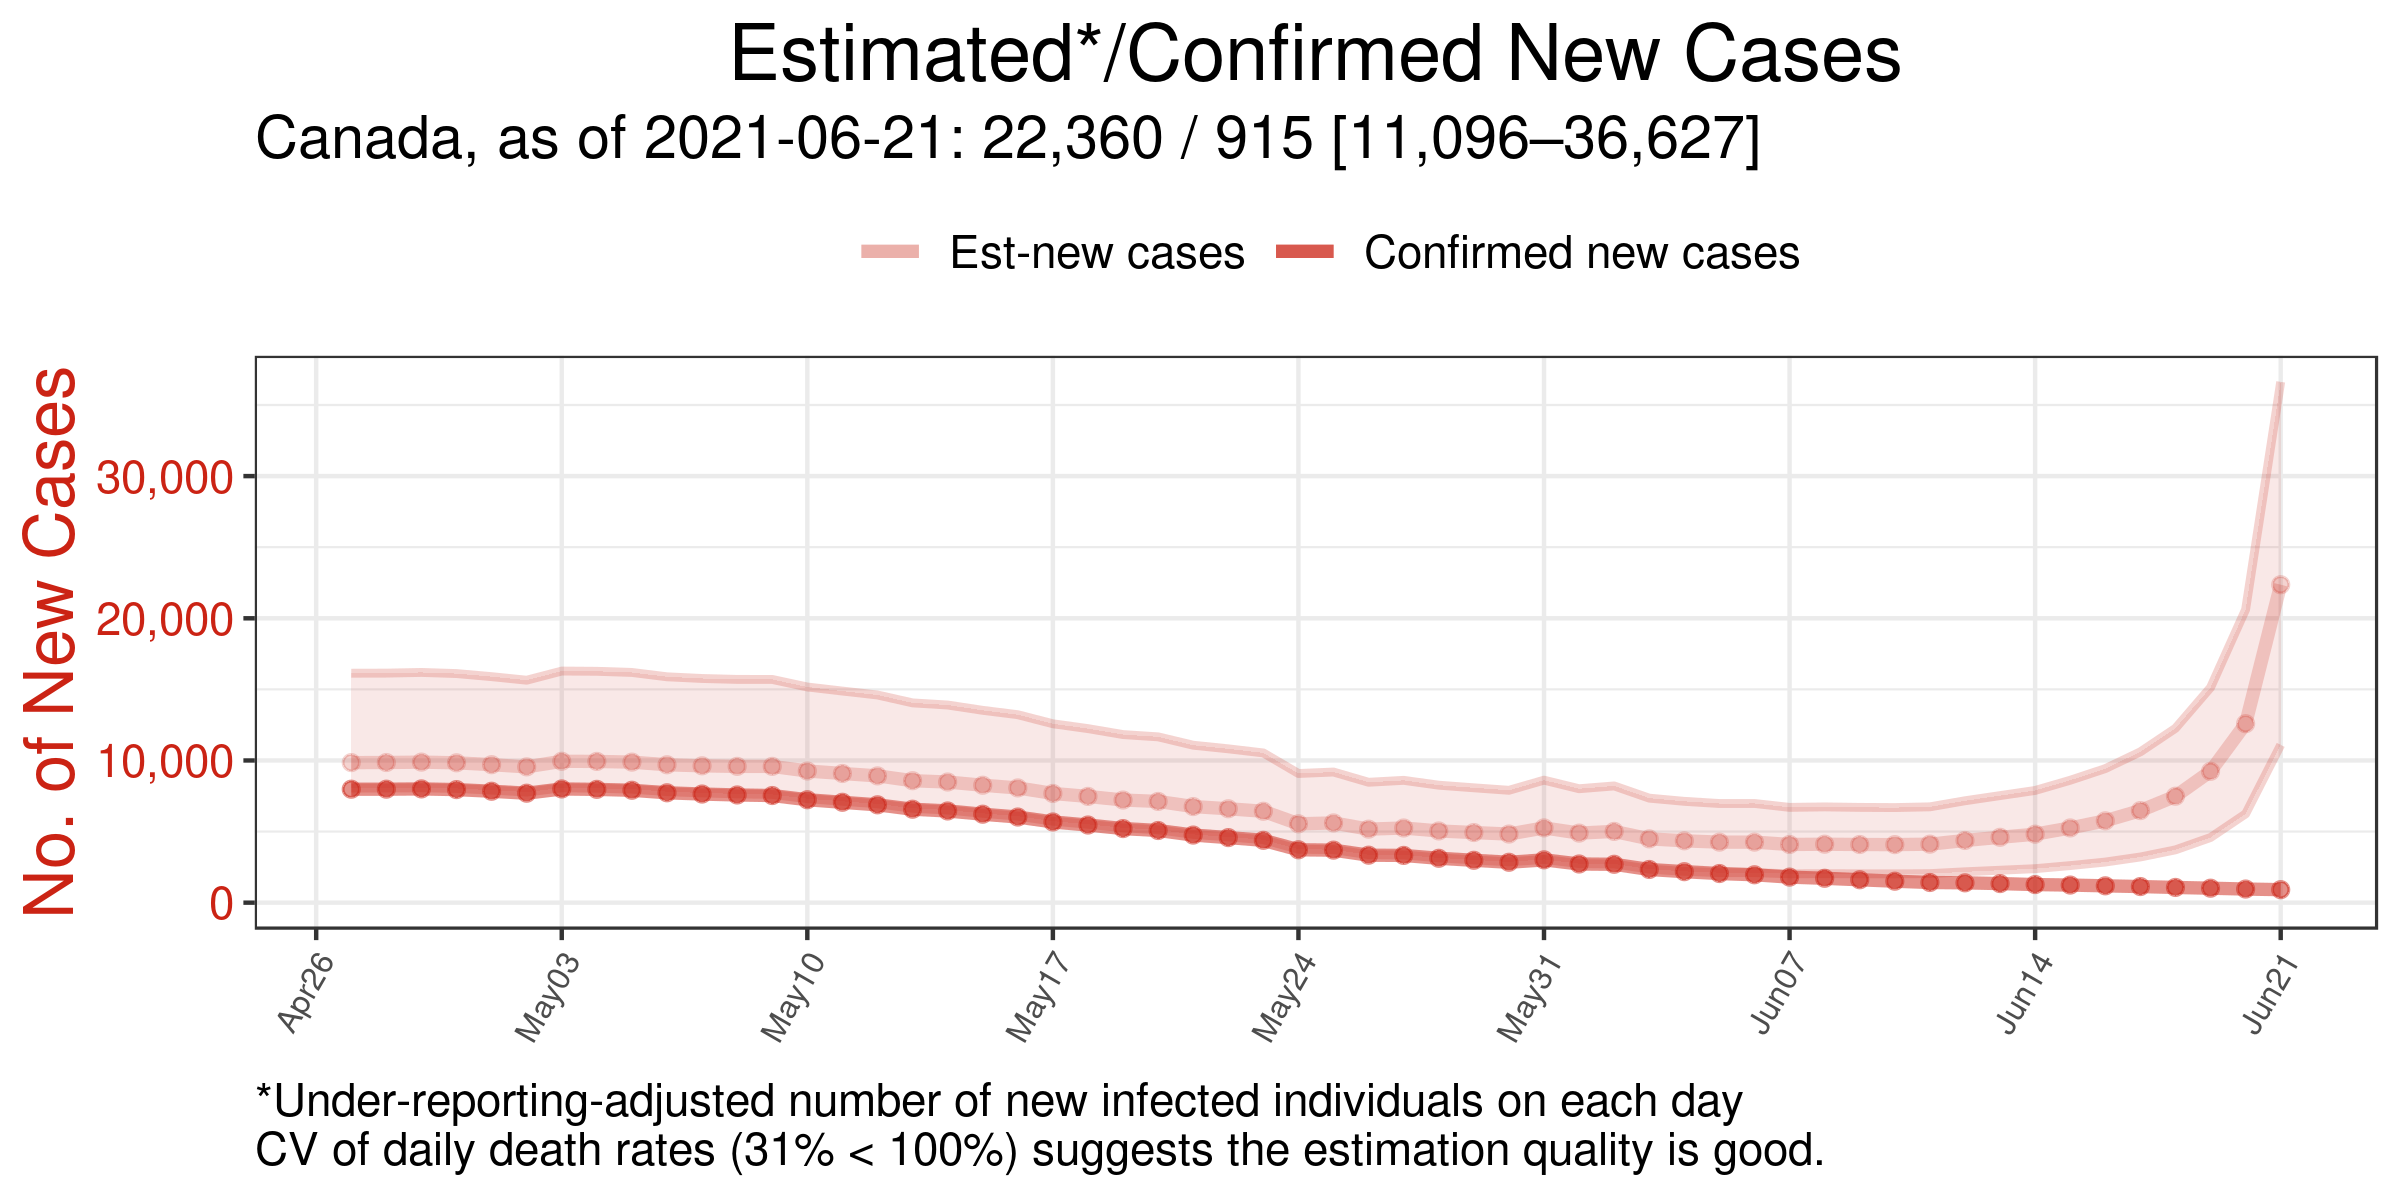 Estimated*/Confirmed New Cases
Canada, as of 2021-06-21: 22,360 / 915 [11,096–36,627]
Est-new cases
Confirmed new cases
No. of New Cases
30,000
20,000
10,000
0
Apr26
May03
May10
May17
May24
May31
Jun07
Jun14
Jun21
*Under-reporting-adjusted number of new infected individuals on each day
CV of daily death rates (31% < 100%) suggests the estimation quality is good.